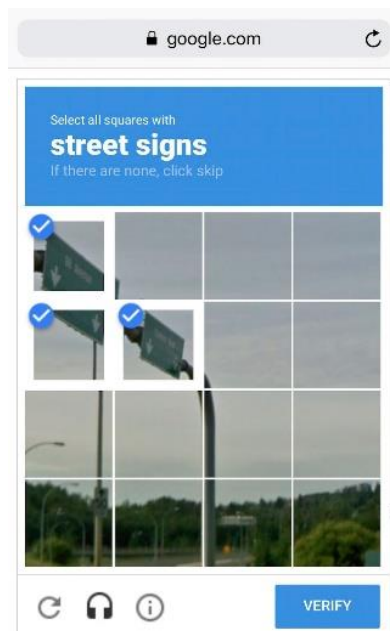 google.com
Select all squares with
street signs
If there are none, click skip
VERIFY